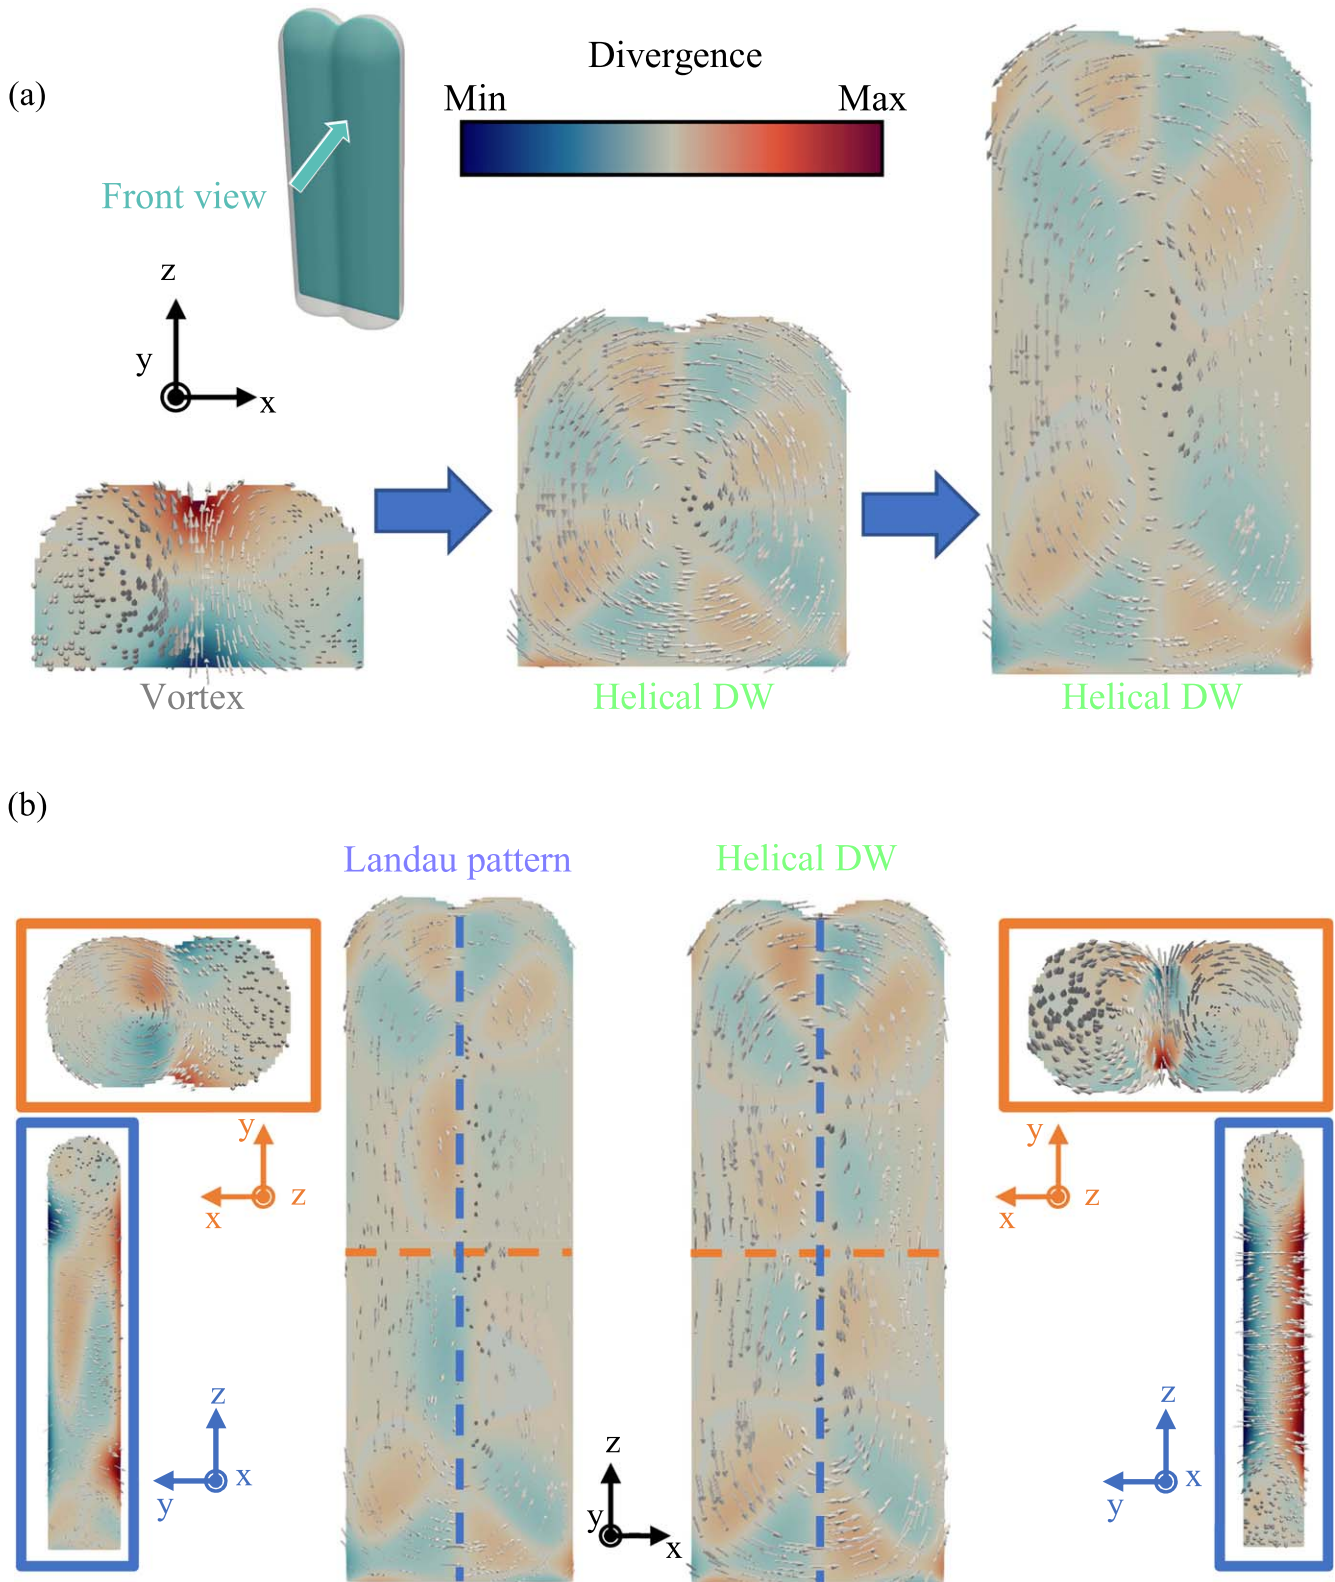 (a)
Divergence
Min Max
Front view
z
y
x
Vortex
Helical DW
Helical DW
(b)
Landau pattern
Helical DW
y
x
z
y
x
z
z
y
x
z
y
x
z
y
x